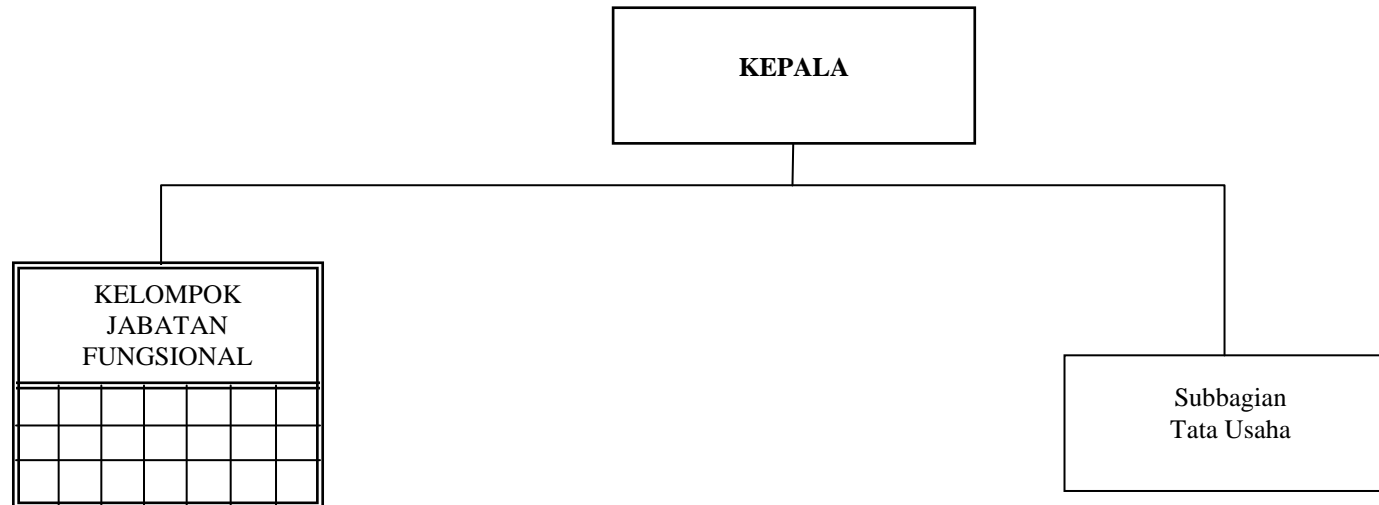 KEPALA
KELOMPOK
JABATAN
FUNGSIONAL
Subbagian
Tata Usaha